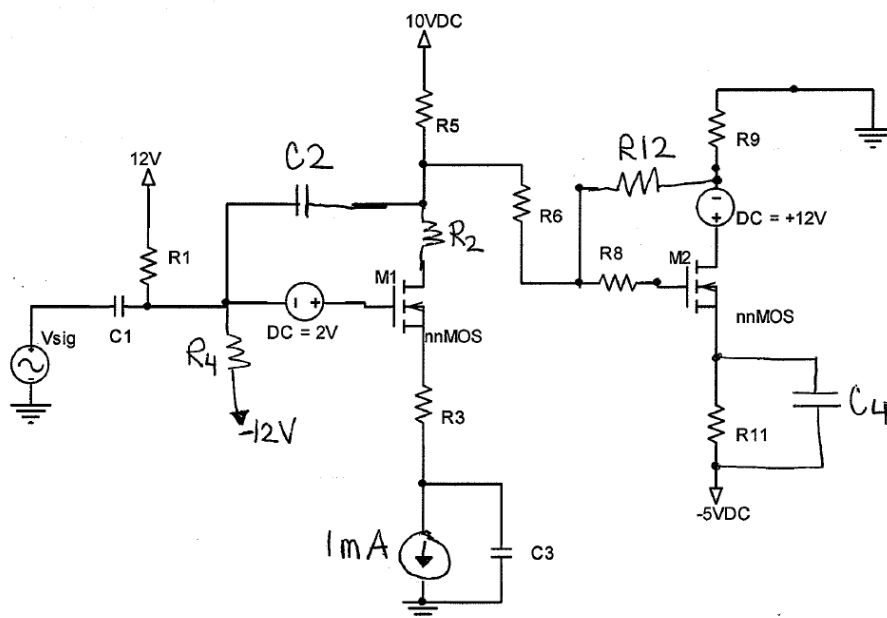 10VDC
R5
R9
12V
C2
R12
R6
R2
DC = +12V
R1
R8
M2
M1
C1
DC = 2V
nnMOS
nnMOS
Vsig
R4
-12V
R3
R11
C4
-5VDC
1mA
C3